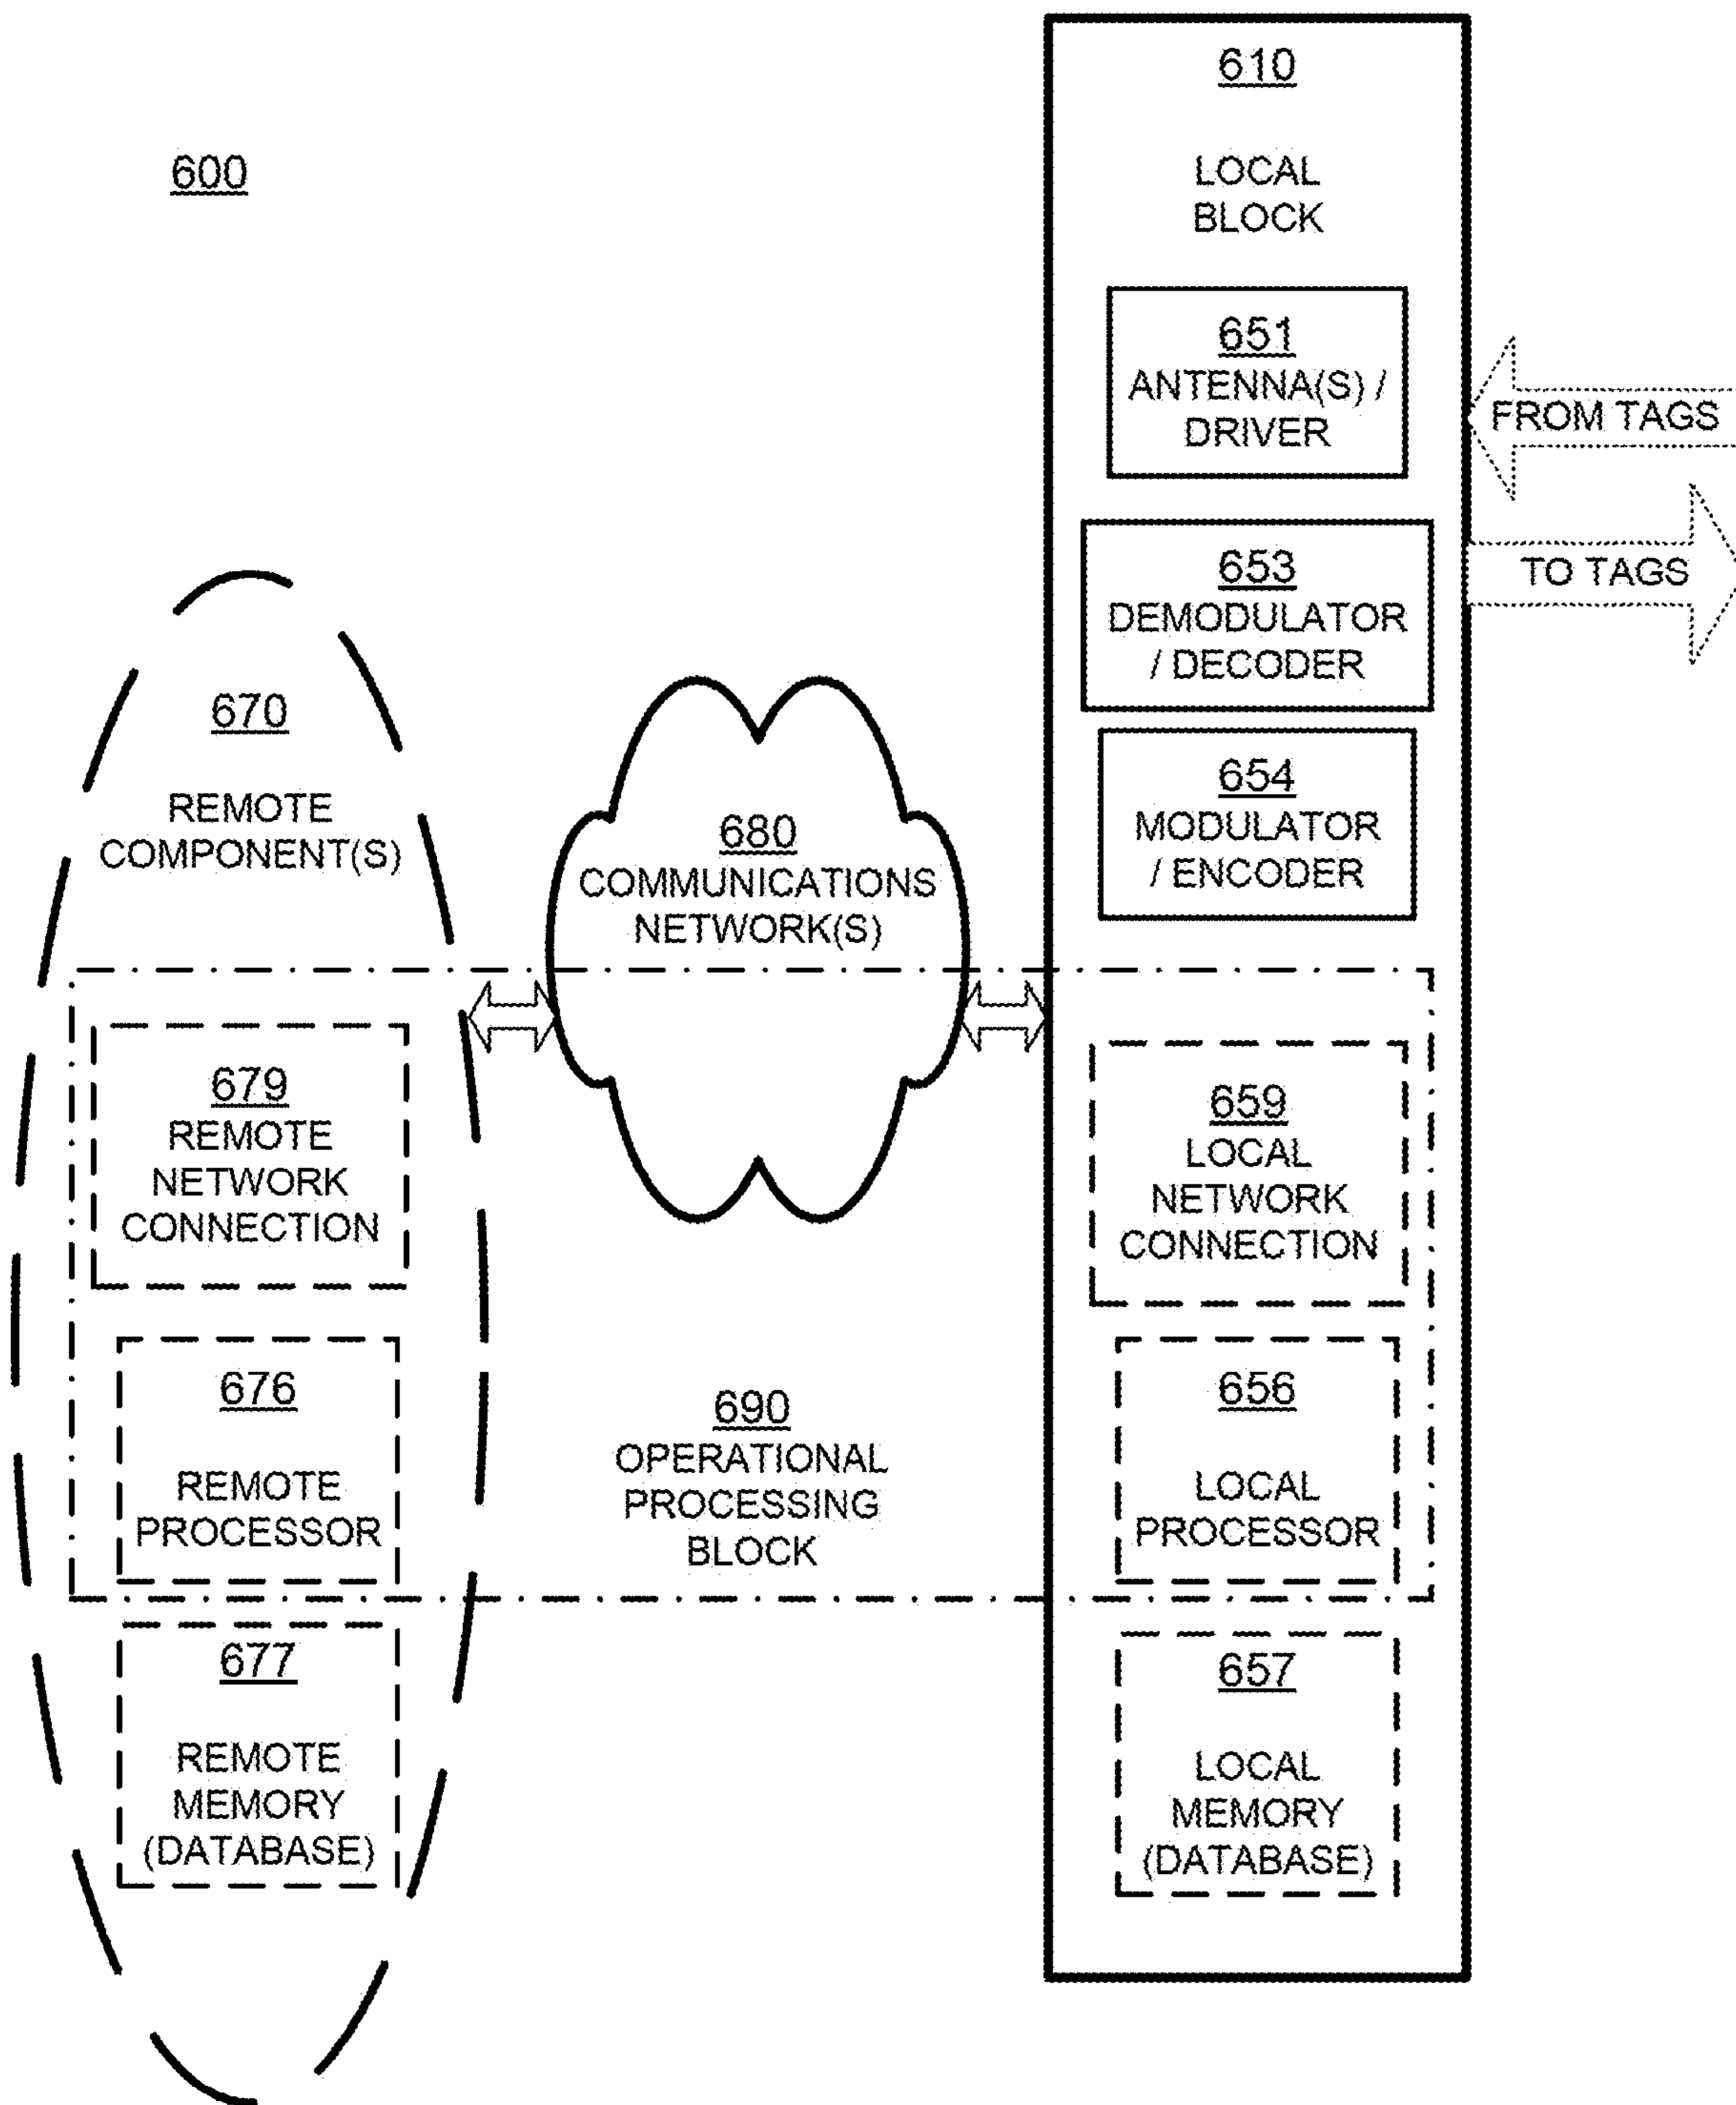 600
610
LOCAL
BLOCK
651
ANTENNA(S) /
DRIVER
FROM TAGS
653
DEMODULATOR
/ DECODER
TO TAGS
654
MODULATOR
/ ENCODER
670
REMOTE
COMPONENT(S)
680
COMMUNICATIONS
NETWORK(S)
679
REMOTE
NETWORK
CONNECTION
659
LOCAL
NETWORK
CONNECTION
676
REMOTE
PROCESSOR
690
OPERATIONAL
PROCESSING
BLOCK
656
LOCAL
PROCESSOR
677
REMOTE
MEMORY
(DATABASE)
657
LOCAL
MEMORY
(DATABASE)